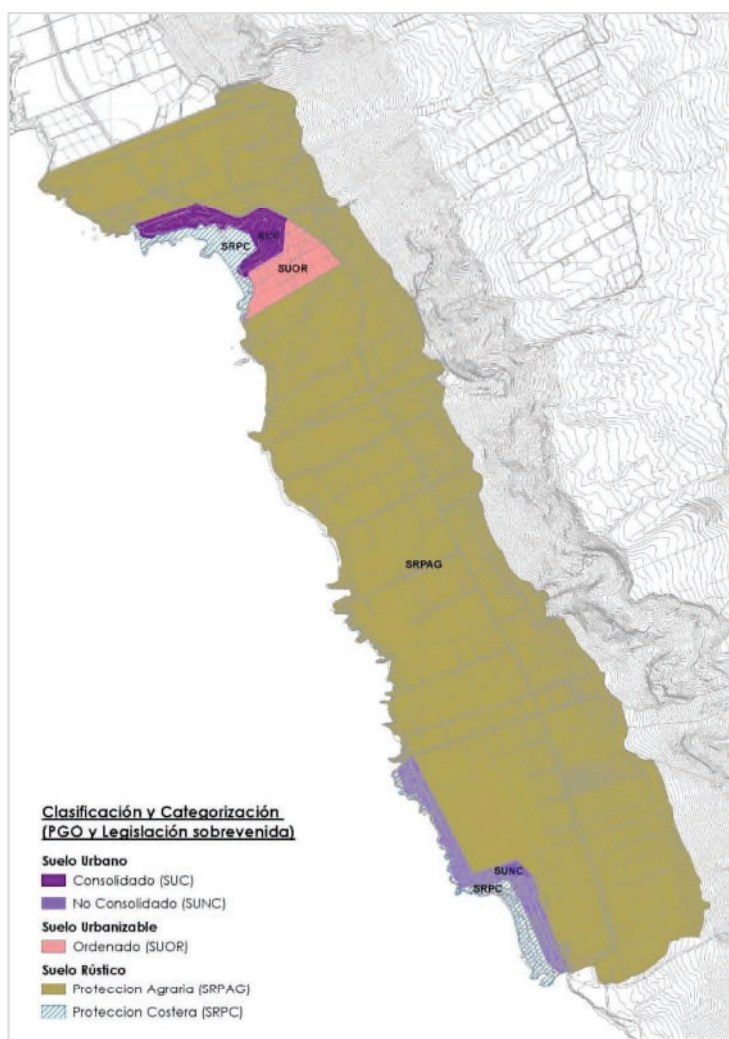 SRPC
SUC
SUOR
SRPAG
SUNC
SRPC
Clasificación y Categorización
(PGO y Legislación sobrevenida)
Suelo Urbano
Consolidado (SUC)
No Consolidado (SUNC)
Suelo Urbanizable
Ordenado (SUOR)
Suelo Rústico
Proteccion Agraria (SRPAG)
Proteccion Costera (SRPC)